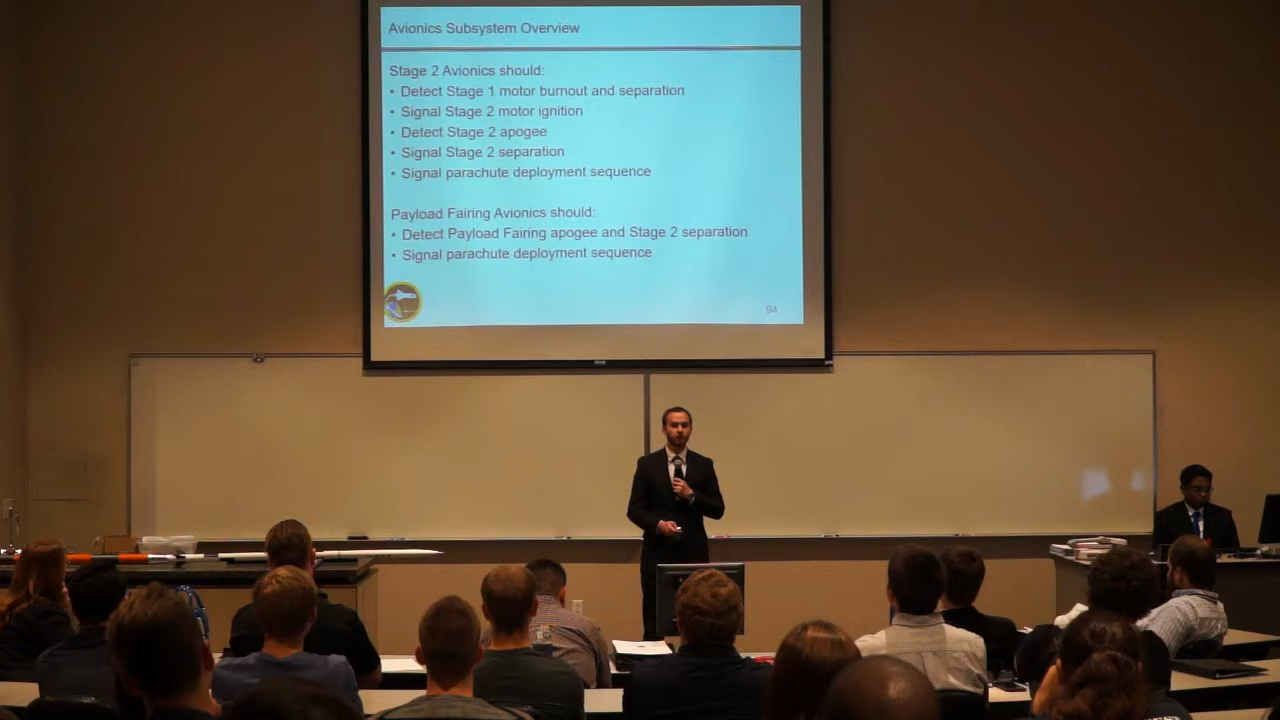 Avionics Subsystem Overview
Stage 2 Avionics should:
• Detect Stage 1 motor burnout and separation
• Signal Stage 2 motor ignition
• Detect Stage 2 apogee
• Signal Stage 2 separation
• Signal parachute deployment sequence
Payload Fairing Avionics should:
• Detect Payload Fairing apogee and Stage 2 separation
• Signal parachute deployment sequence
94